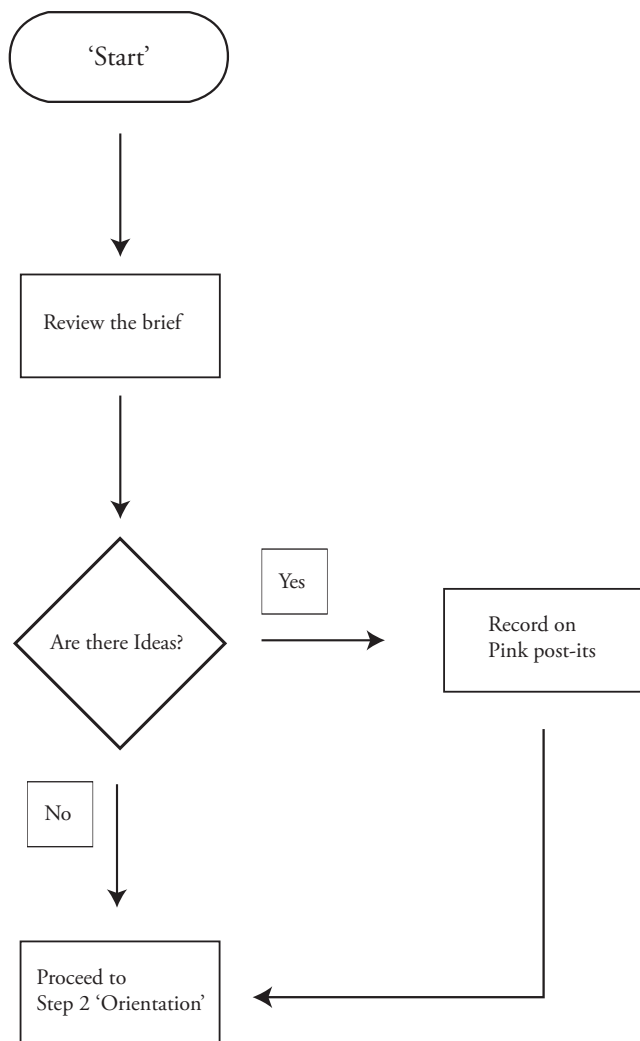 ‘Start’
Review the brief
Are there Ideas?
Yes
Record on
Pink post-its
No
Proceed to
Step 2 ‘Orientation’